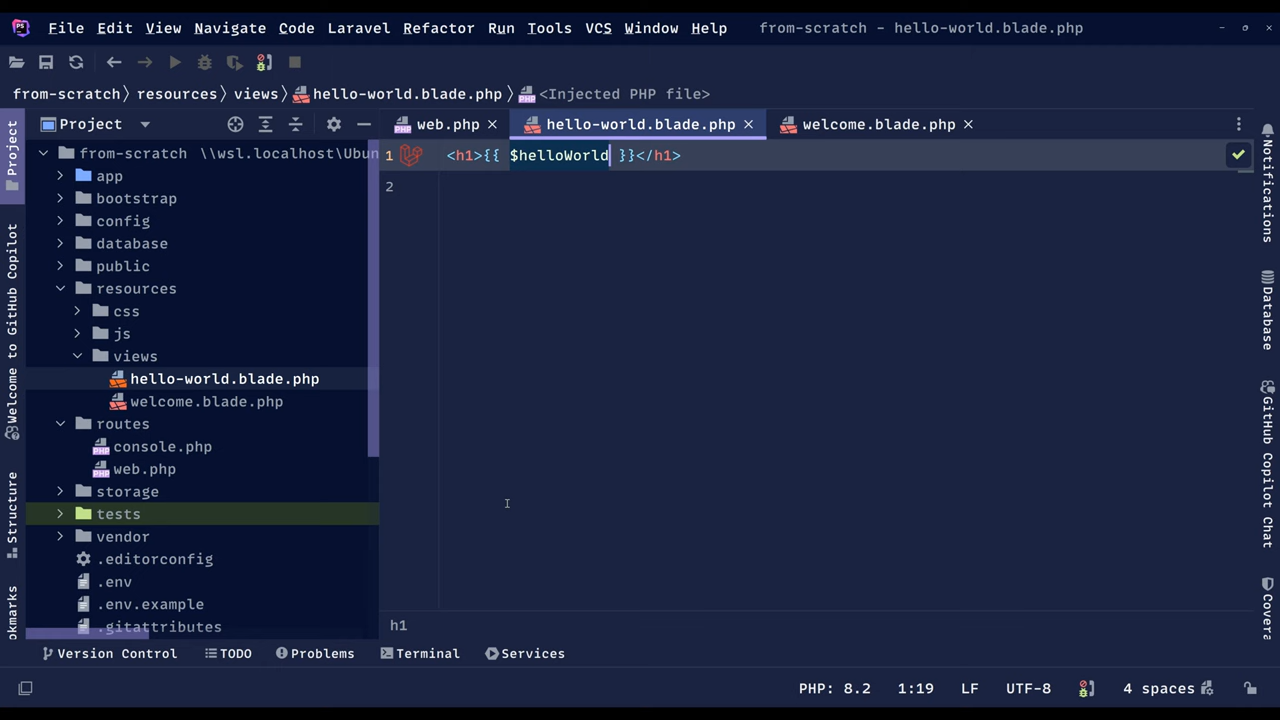 PS File Edit View Navigate Code Laravel Refactor Run Tools VCS Window Help from-scratch – hello-world.blade.php
from-scratch resources views hello-world.blade.php <Injected PHP file>
Project
web.php hello-world.blade.php welcome.blade.php
from-scratch \\wsl.localhost\Ubun
1 <h1>{{ $helloWorld }}</h1>
2
app
bootstrap
config
database
public
resources
css
js
views
hello-world.blade.php
welcome.blade.php
routes
console.php
web.php
storage
tests
vendor
.editorconfig
.env
.env.example
.gitattributes
h1
Project
Welcome to GitHub Copilot
Structure
okmarks
Notifications
Database
GitHub Copilot Chat
Covera
Version Control TODO Problems Terminal Services
PHP: 8.2 1:19 LF UTF-8 4 spaces